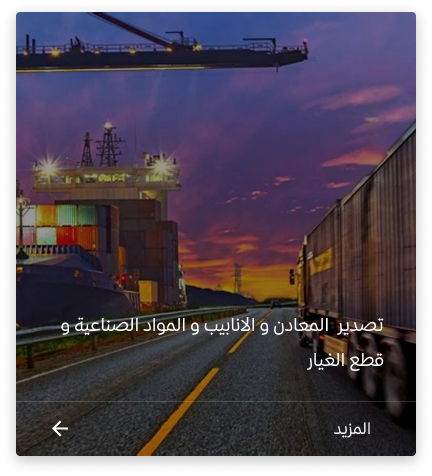 تصدير المعادن و الانابيب و المواد الصناعية و
قطع الغيار
المزيد